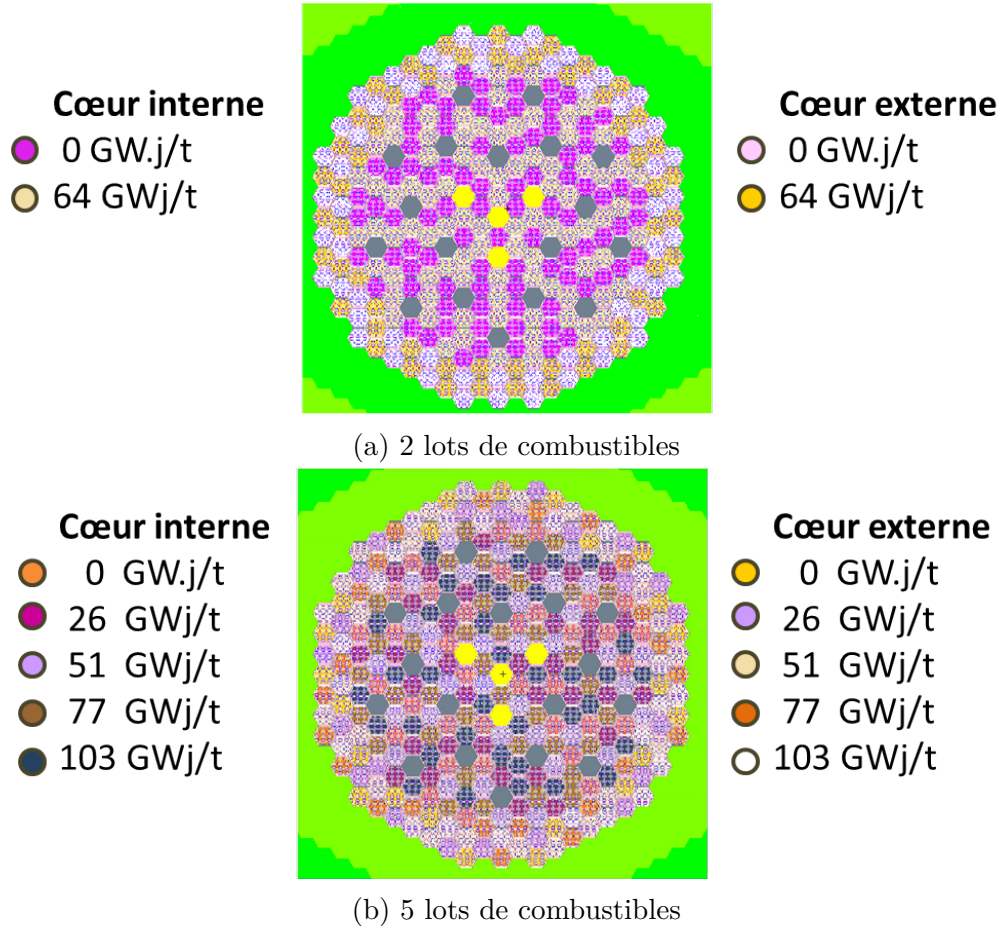 Cœur interne
0 GW.j/t
64 GWj/t
Cœur externe
0 GW.j/t
64 GWj/t
(a) 2 lots de combustibles
Cœur interne
0 GW.j/t
26 GWj/t
51 GWj/t
77 GWj/t
103 GWj/t
Cœur externe
0 GW.j/t
26 GWj/t
51 GWj/t
77 GWj/t
103 GWj/t
(b) 5 lots de combustibles